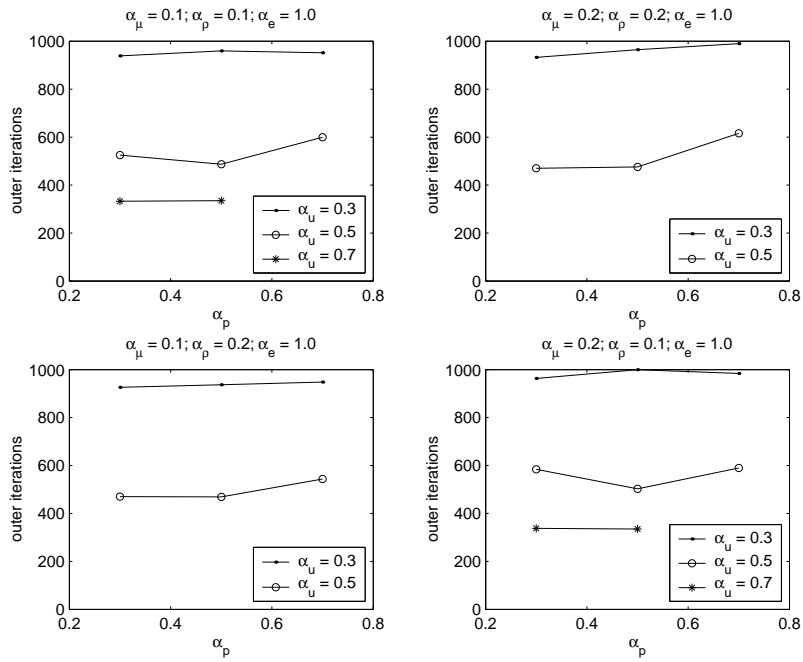 α_μ = 0.1; α_ρ = 0.1; α_e = 1.0
1000
800
600
400
200
0
outer iterations
α_u = 0.3
α_u = 0.5
α_u = 0.7
0.2 0.4 0.6 0.8
α_p
α_μ = 0.2; α_ρ = 0.2; α_e = 1.0
1000
800
600
400
200
0
outer iterations
α_u = 0.3
α_u = 0.5
0.2 0.4 0.6 0.8
α_p
α_μ = 0.1; α_ρ = 0.2; α_e = 1.0
1000
800
600
400
200
0
outer iterations
α_u = 0.3
α_u = 0.5
0.2 0.4 0.6 0.8
α_p
α_μ = 0.2; α_ρ = 0.1; α_e = 1.0
1000
800
600
400
200
0
outer iterations
α_u = 0.3
α_u = 0.5
α_u = 0.7
0.2 0.4 0.6 0.8
α_p